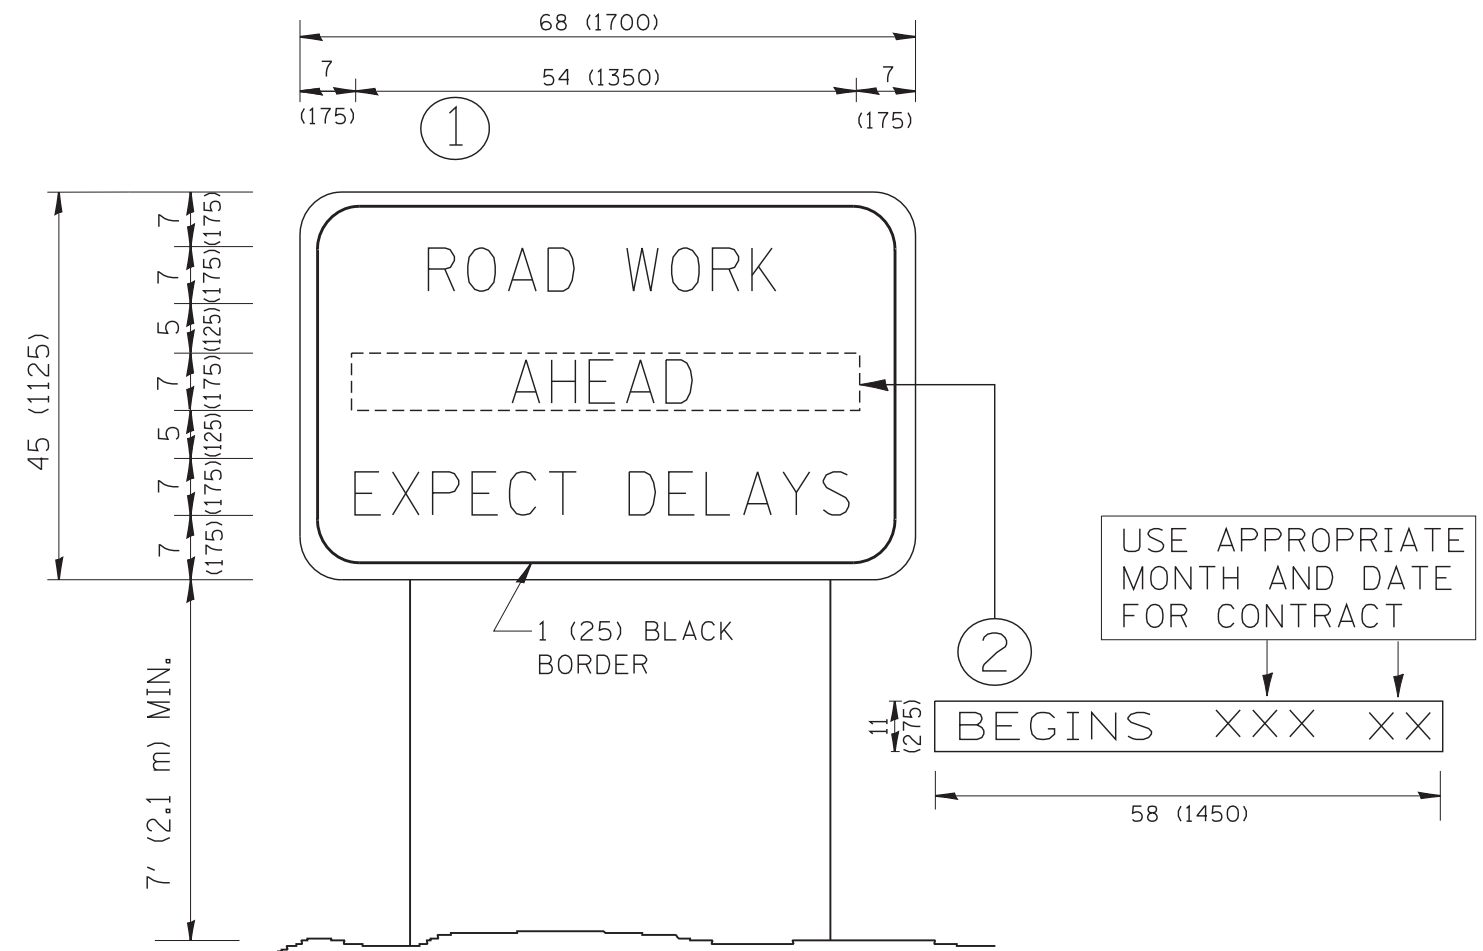 68 (1700)
7
54 (1350)
7
(175)
(175)
1
45 (1125)
7
(175)
7
(175)
5
(125)
7
(175)
5
(125)
7
(175)
7
(175)
ROAD WORK
AHEAD
EXPECT DELAYS
1 (25) BLACK
BORDER
7' (2.1 m) MIN.
2
USE APPROPRIATE
MONTH AND DATE
FOR CONTRACT
11
(275)
BEGINS XXX XX
58 (1450)